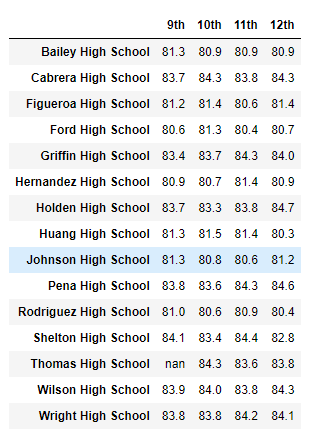 9th 10th 11th 12th
Bailey High School 81.3 80.9 80.9 80.9
Cabrera High School 83.7 84.3 83.8 84.3
Figueroa High School 81.2 81.4 80.6 81.4
Ford High School 80.6 81.3 80.4 80.7
Griffin High School 83.4 83.7 84.3 84.0
Hernandez High School 80.9 80.7 81.4 80.9
Holden High School 83.7 83.3 83.8 84.7
Huang High School 81.3 81.5 81.4 80.3
Johnson High School 81.3 80.8 80.6 81.2
Pena High School 83.8 83.6 84.3 84.6
Rodriguez High School 81.0 80.6 80.9 80.4
Shelton High School 84.1 83.4 84.4 82.8
Thomas High School nan 84.3 83.6 83.8
Wilson High School 83.9 84.0 83.8 84.3
Wright High School 83.8 83.8 84.2 84.1